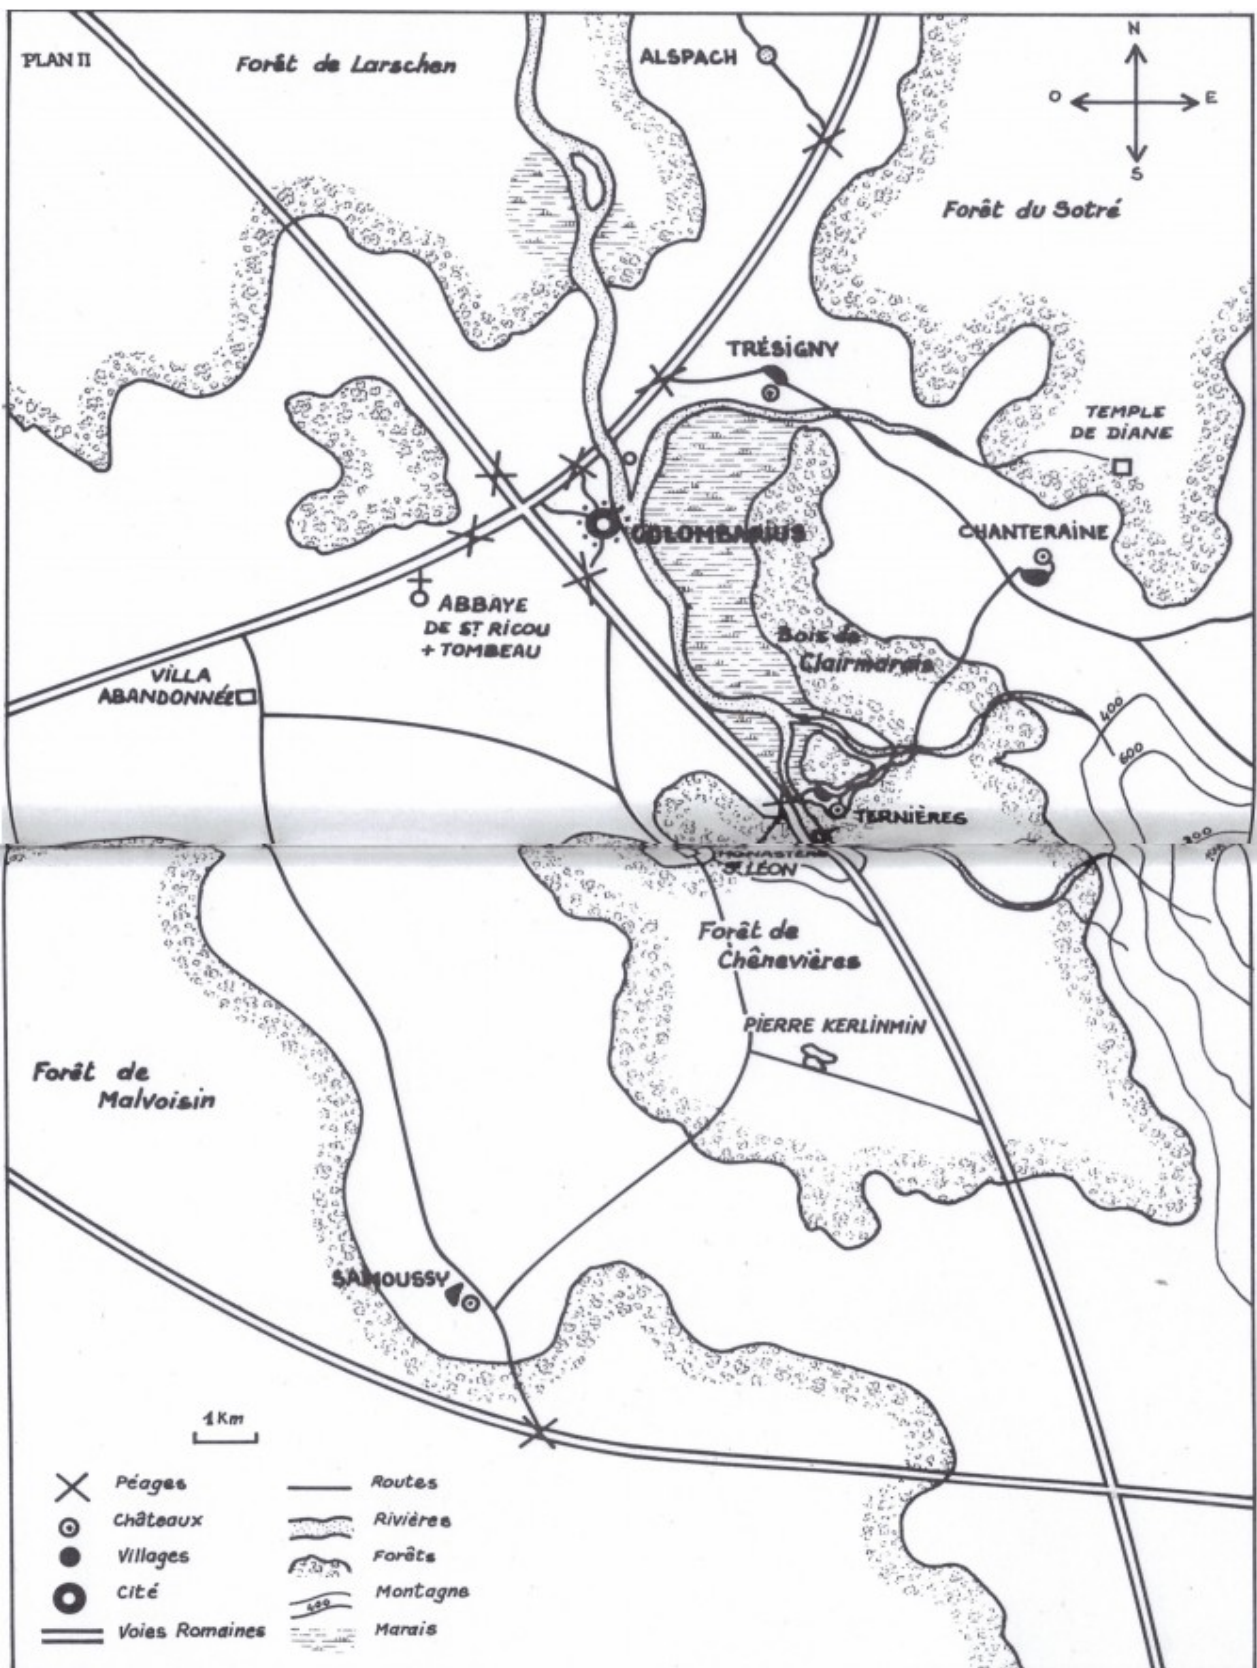 PLAN II
Forêt de Larschen
ALSPACH
N
O
E
S
Forêt du Sotré
TRÉSIGNY
TEMPLE
DE DIANE
COLOMBARIUS
CHANTERAINE
ABBAYE
DE ST RICOU
+ TOMBEAU
Bois de
Clairmarais
VILLA
ABANDONNÉE
400
600
TERNIÈRES
MONASTÈRE
ST LÉON
Forêt de
Chênevières
PIERRE KERLINMIN
Forêt de
Malvoisin
SAMOUSSY
1 Km
Péages
Routes
Châteaux
Rivières
Villages
Forêts
Cité
Montagne
400
Voies Romaines
Marais